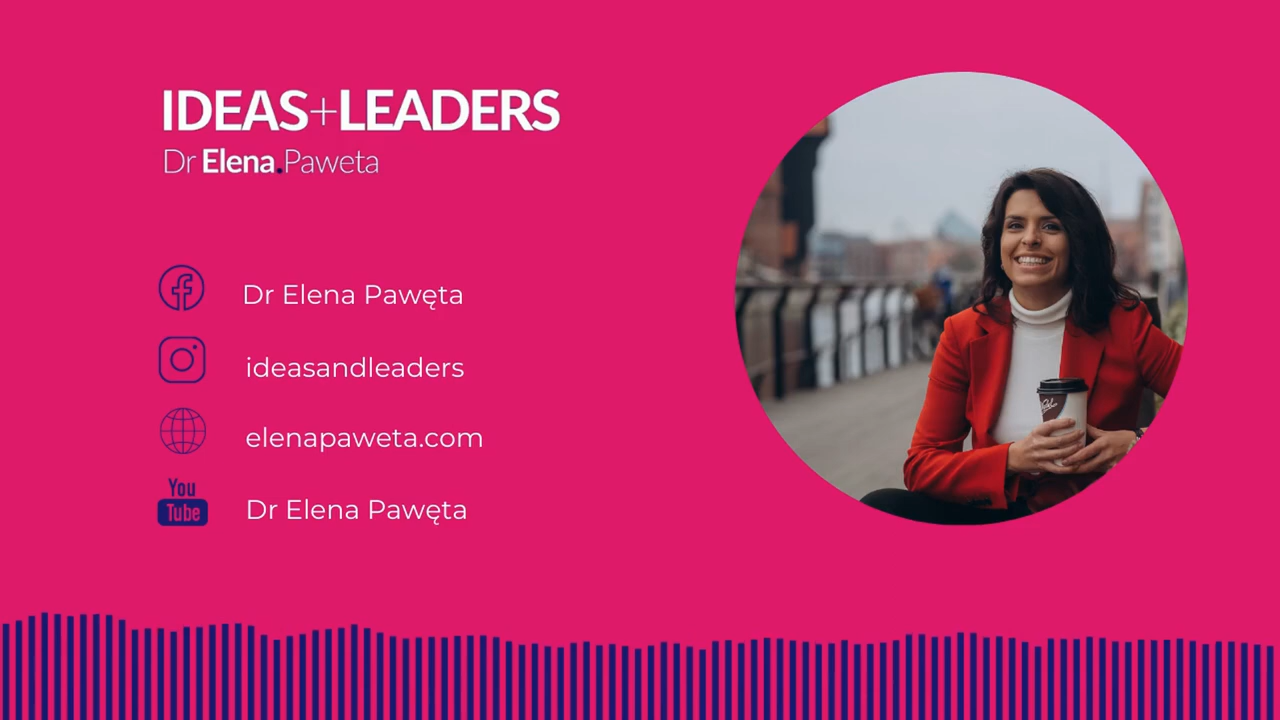 IDEAS+LEADERS
Dr Elena.Paweta
Dr Elena Pawęta
ideasandleaders
elenapaweta.com
You
Tube
Dr Elena Pawęta